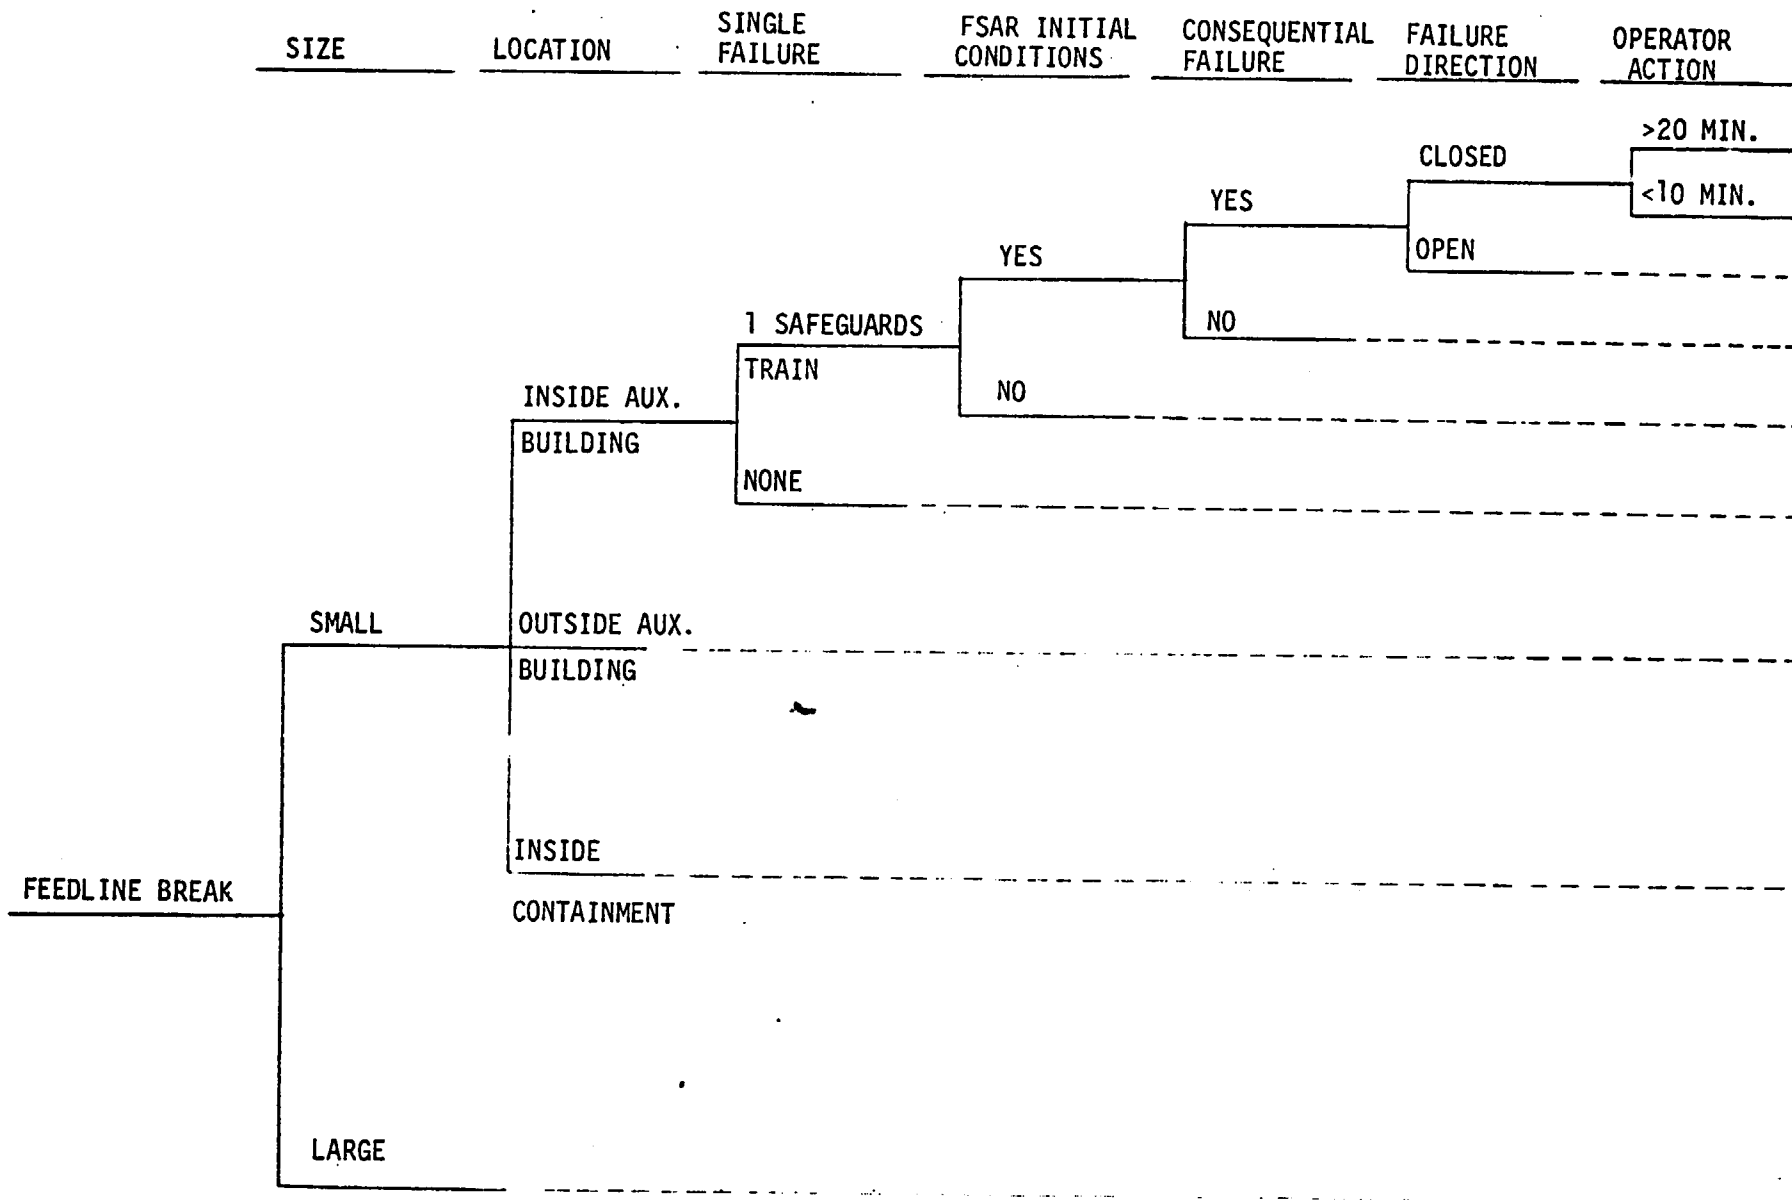 SIZE
LOCATION
SINGLE
FAILURE
FSAR INITIAL
CONDITIONS
CONSEQUENTIAL
FAILURE
FAILURE
DIRECTION
OPERATOR
ACTION
>20 MIN.
CLOSED
<10 MIN.
YES
OPEN
YES
NO
1 SAFEGUARDS
TRAIN
NO
INSIDE AUX.
BUILDING
NONE
SMALL
OUTSIDE AUX.
BUILDING
INSIDE
CONTAINMENT
FEEDLINE BREAK
LARGE